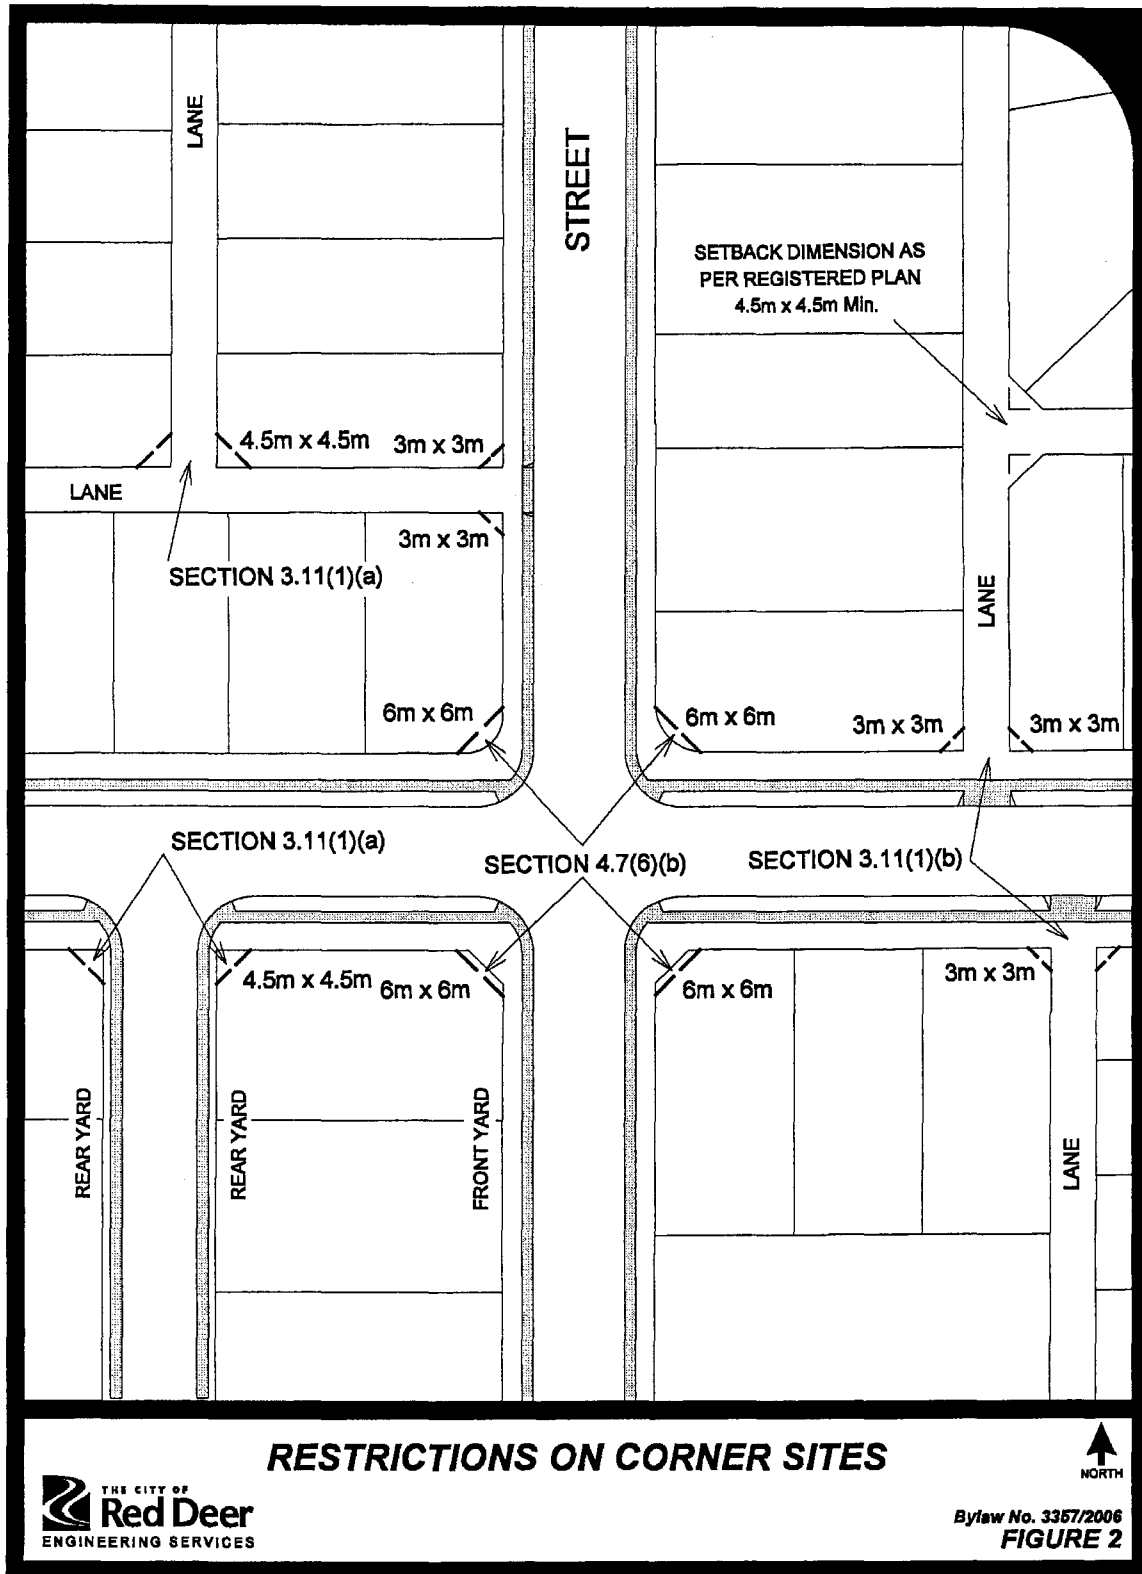 LANE
STREET
SETBACK DIMENSION AS
PER REGISTERED PLAN
4.5m x 4.5m Min.
4.5m x 4.5m
3m x 3m
LANE
3m x 3m
SECTION 3.11(1)(a)
LANE
6m x 6m
6m x 6m
3m x 3m
3m x 3m
SECTION 3.11(1)(a)
SECTION 4.7(6)(b)
SECTION 3.11(1)(b)
4.5m x 4.5m
6m x 6m
6m x 6m
3m x 3m
REAR YARD
REAR YARD
FRONT YARD
LANE
RESTRICTIONS ON CORNER SITES
NORTH
THE CITY OF
Red Deer
ENGINEERING SERVICES
Bylaw No. 3357/2006
FIGURE 2